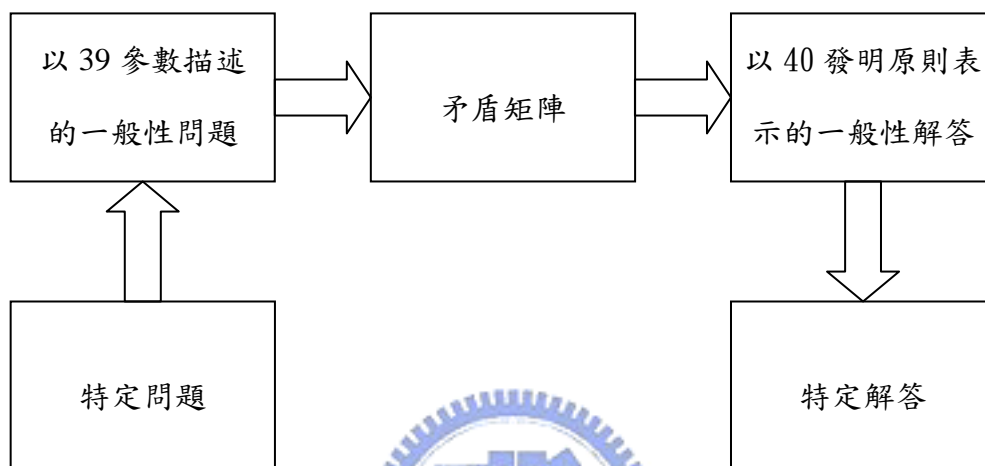 以 39 參數描述
的一般性問題
矛盾矩陣
以 40 發明原則表
示的一般性解答
特定問題
特定解答